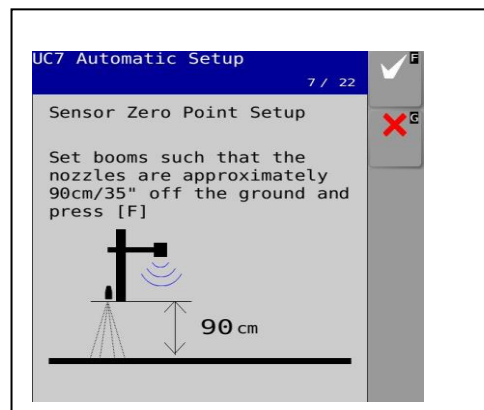 UC7 Automatic Setup
7/ 22
F
Sensor Zero Point Setup
G
Set booms such that the
nozzles are approximately
90cm/35" off the ground and
press [F]
90 cm